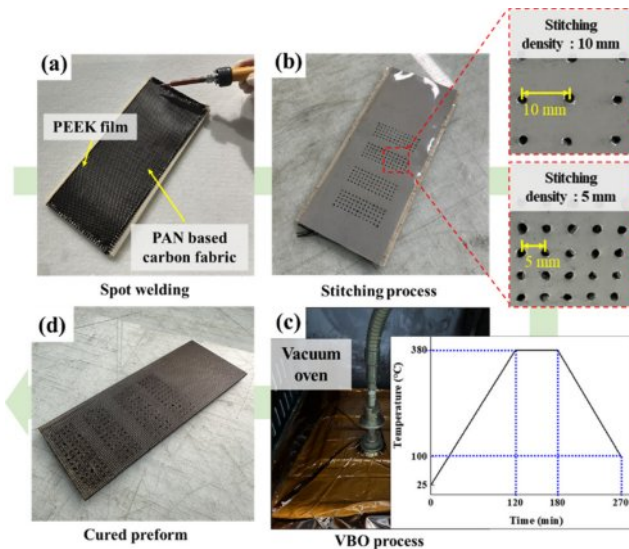 (a)
PEEK film
PAN based
carbon fabric
Spot welding
(b)
Stitching process
Stitching
density : 10 mm
10 mm
Stitching
density : 5 mm
5 mm
(d)
Cured preform
(c)
Vacuum
oven
Temperature (°C)
380
100
25
0
120
180
270
Time (min)
VBO process